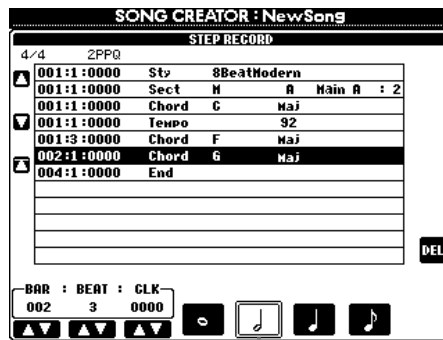 SONG CREATOR : NewSong
STEP RECORD
4/4 2PPQ
001:1:0000 Sty 8BeatModern
001:1:0000 Sect M A Main A : 2
001:1:0000 Chord C Maj
001:1:0000 Tempo 92
001:3:0000 Chord F Maj
002:1:0000 Chord G Maj
004:1:0000 End
DEL
BAR : BEAT : CLK
002 3 0000